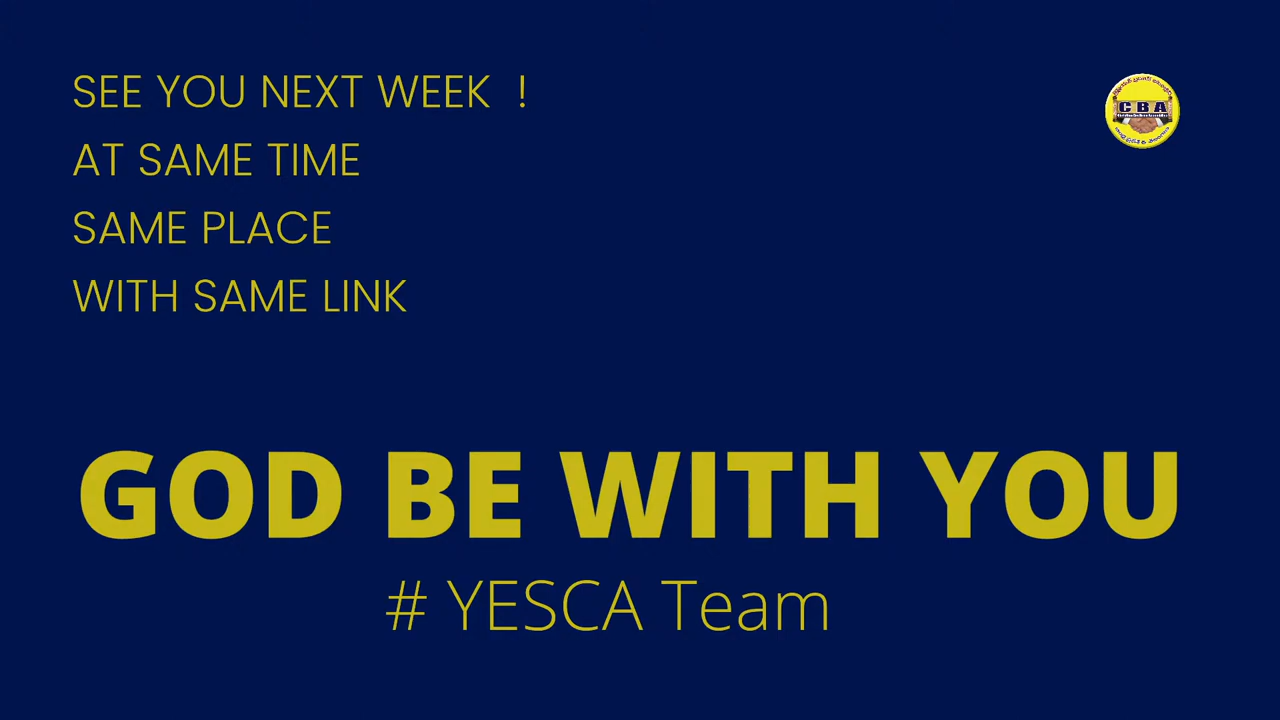 SEE YOU NEXT WEEK !
AT SAME TIME
SAME PLACE
WITH SAME LINK
CBA
GOD BE WITH YOU
# YESCA Team